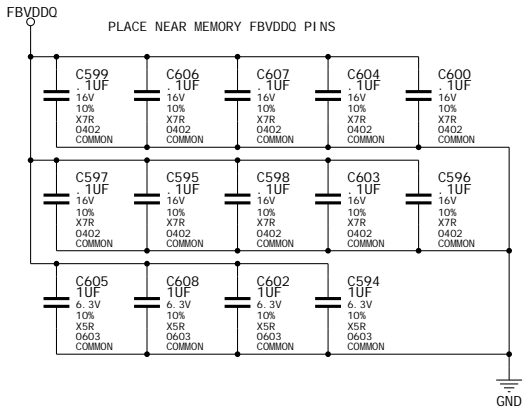 FBVDDQ
PLACE NEAR MEMORY FBVDDQ PINS
C599 C606 C607 C604 C600
.1UF .1UF .1UF .1UF .1UF
16V 16V 16V 16V 16V
10% 10% 10% 10% 10%
X7R X7R X7R X7R X7R
0402 0402 0402 0402 0402
COMMON COMMON COMMON COMMON COMMON
C597 C595 C598 C603 C596
.1UF .1UF .1UF .1UF .1UF
16V 16V 16V 16V 16V
10% 10% 10% 10% 10%
X7R X7R X7R X7R X7R
0402 0402 0402 0402 0402
COMMON COMMON COMMON COMMON COMMON
C605 C608 C602 C594
1UF 1UF 1UF 1UF
6.3V 6.3V 6.3V 6.3V
10% 10% 10% 10%
X5R X5R X5R X5R
0603 0603 0603 0603
COMMON COMMON COMMON COMMON
GND